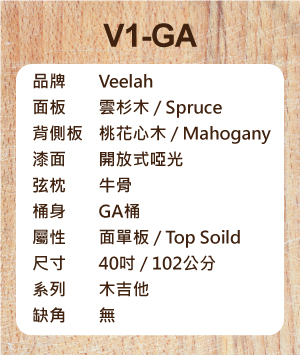 V1-GA
品牌 Veelah
面板 雲杉木 / Spruce
背側板 桃花心木 / Mahogany
漆面 開放式啞光
弦枕 牛骨
桶身 GA桶
屬性 面單板 / Top Soild
尺寸 40吋 / 102公分
系列 木吉他
缺角 無